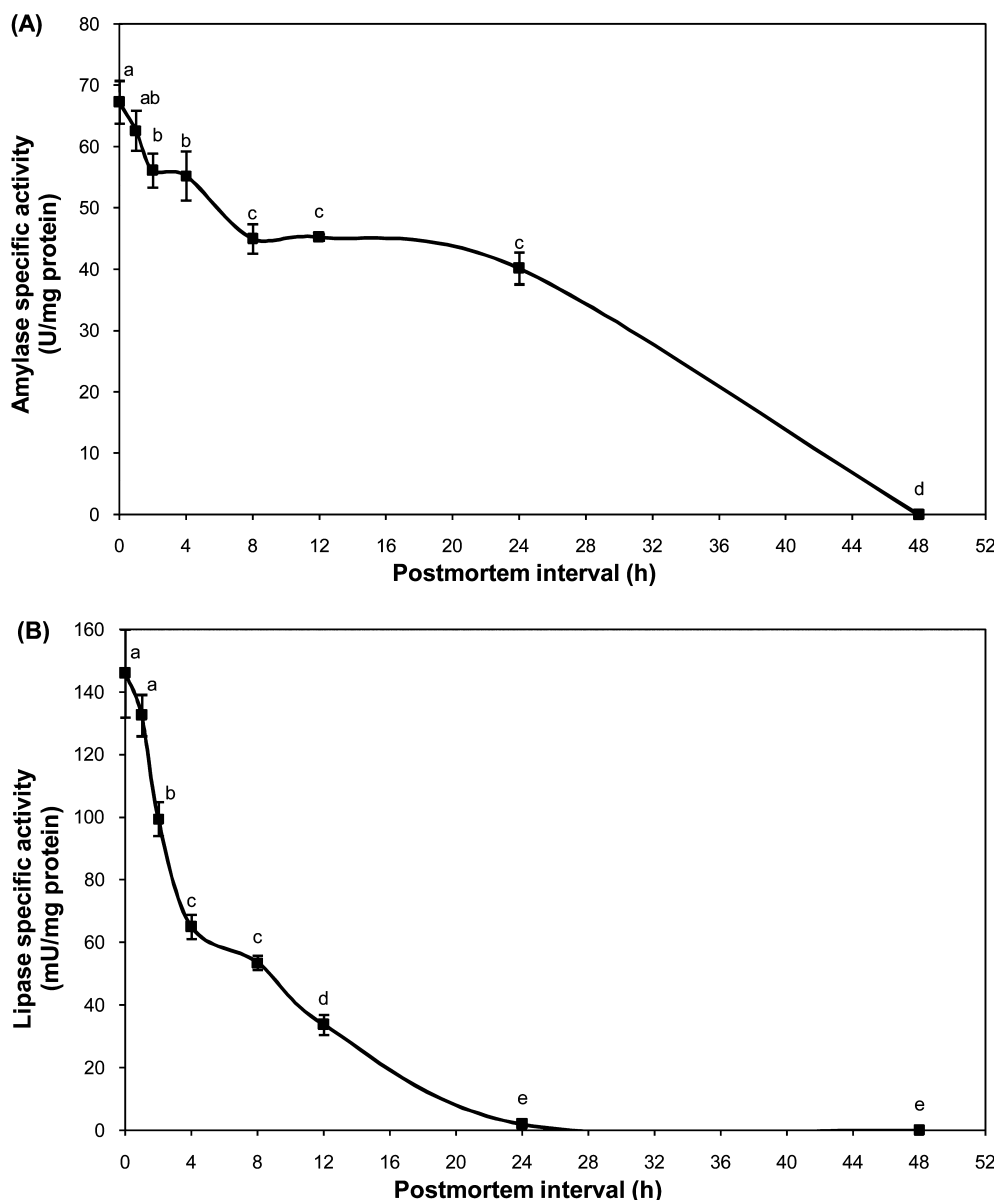 (A)
80
70
60
50
40
30
20
10
0
Amylase specific activity
(U/mg protein)
a
ab
b
b
c
c
c
d
0 4 8 12 16 20 24 28 32 36 40 44 48 52
Postmortem interval (h)
(B)
160
140
120
100
80
60
40
20
0
Lipase specific activity
(mU/mg protein)
a
a
b
c
c
d
e
e
0 4 8 12 16 20 24 28 32 36 40 44 48 52
Postmortem interval (h)